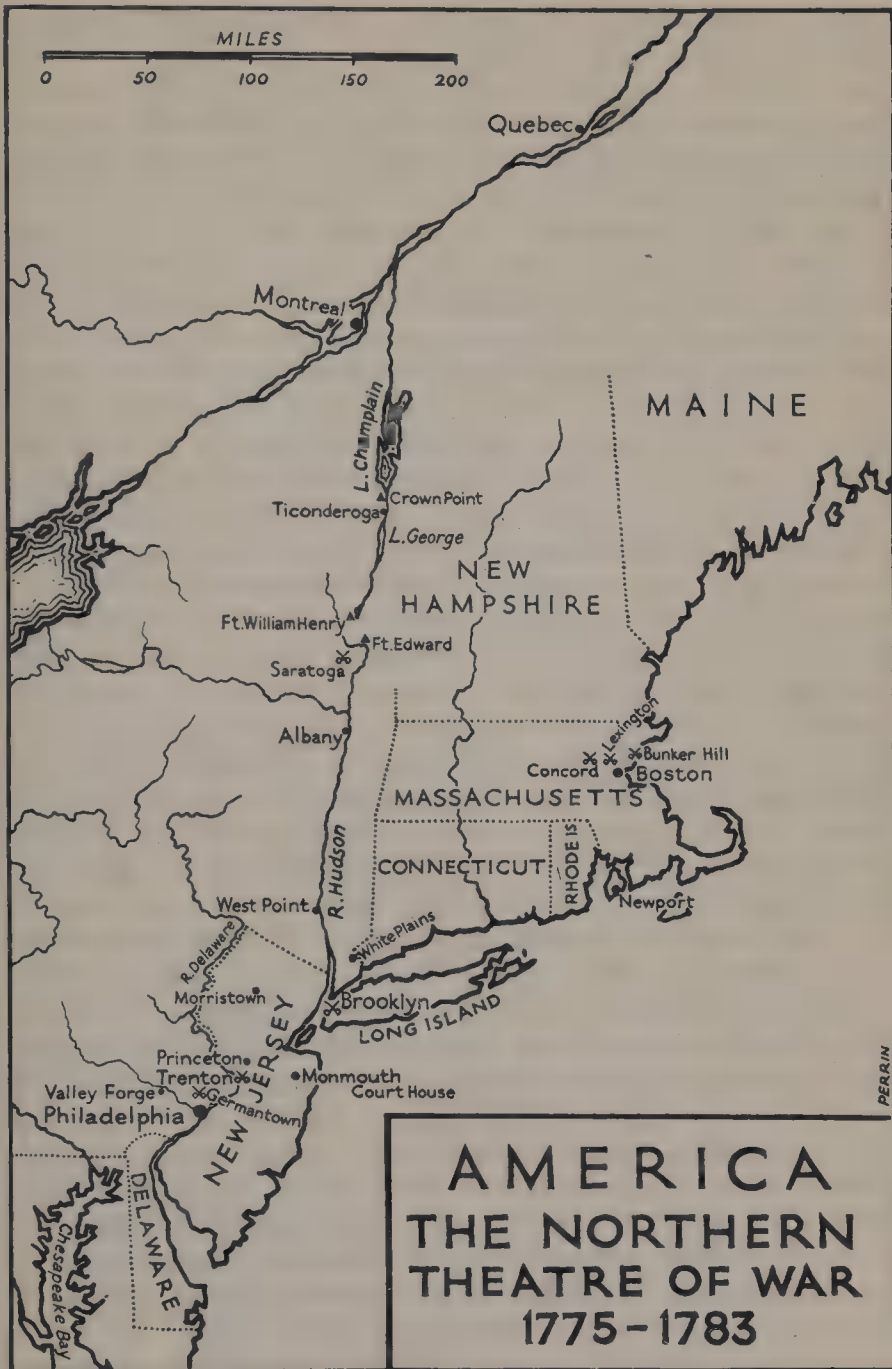 MILES
0 50 100 150 200
Quebec
Montreal
MAINE
L. Champlain
Crown Point
Ticonderoga
L. George
NEW
HAMPSHIRE
Ft. William Henry
Ft. Edward
Saratoga
Albany
Lexington
Bunker Hill
Concord
Boston
MASSACHUSETTS
R. Hudson
CONNECTICUT
RHODE IS
Newport
West Point
White Plains
R. Delaware
Morristown
Brooklyn
LONG ISLAND
NEW JERSEY
Princeton
Trenton
Monmouth
Court House
Valley Forge
Germantown
Philadelphia
DELAWARE
Chesapeake Bay
PERRIN
AMERICA
THE NORTHERN
THEATRE OF WAR
1775-1783